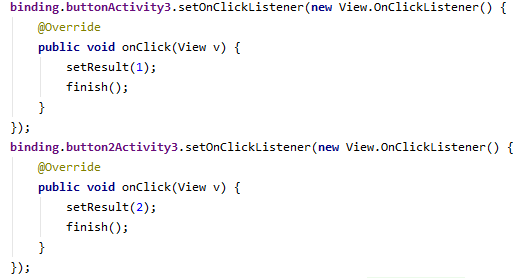 binding.buttonActivity3.setOnClickListener(new View.OnClickListener() {
    @Override
    public void onClick(View v) {
        setResult(1);
        finish();
    }
});
binding.button2Activity3.setOnClickListener(new View.OnClickListener() {
    @Override
    public void onClick(View v) {
        setResult(2);
        finish();
    }
});